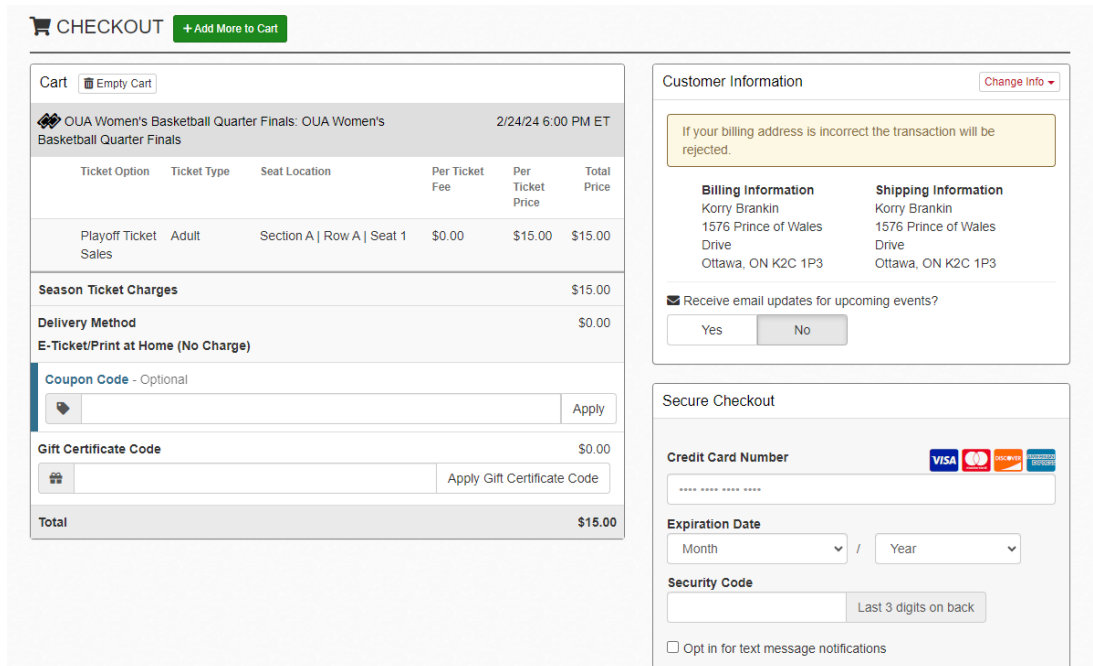 CHECKOUT
+ Add More to Cart
Cart
Empty Cart
OUA Women's Basketball Quarter Finals: OUA Women's
Basketball Quarter Finals
2/24/24 6:00 PM ET
Ticket Option
Ticket Type
Seat Location
Per Ticket
Fee
Per
Ticket
Price
Total
Price
Playoff Ticket
Sales
Adult
Section A | Row A | Seat 1
$0.00
$15.00
$15.00
Season Ticket Charges
$15.00
Delivery Method
$0.00
E-Ticket/Print at Home (No Charge)
Coupon Code - Optional
Apply
Gift Certificate Code
$0.00
Apply Gift Certificate Code
Total
$15.00
Customer Information
Change Info
If your billing address is incorrect the transaction will be
rejected.
Billing Information
Korry Brankin
1576 Prince of Wales
Drive
Ottawa, ON K2C 1P3
Shipping Information
Korry Brankin
1576 Prince of Wales
Drive
Ottawa, ON K2C 1P3
Receive email updates for upcoming events?
Yes
No
Secure Checkout
Credit Card Number
VISA
DISCOVER
---- ---- ---- ----
Expiration Date
Month
/
Year
Security Code
Last 3 digits on back
Opt in for text message notifications